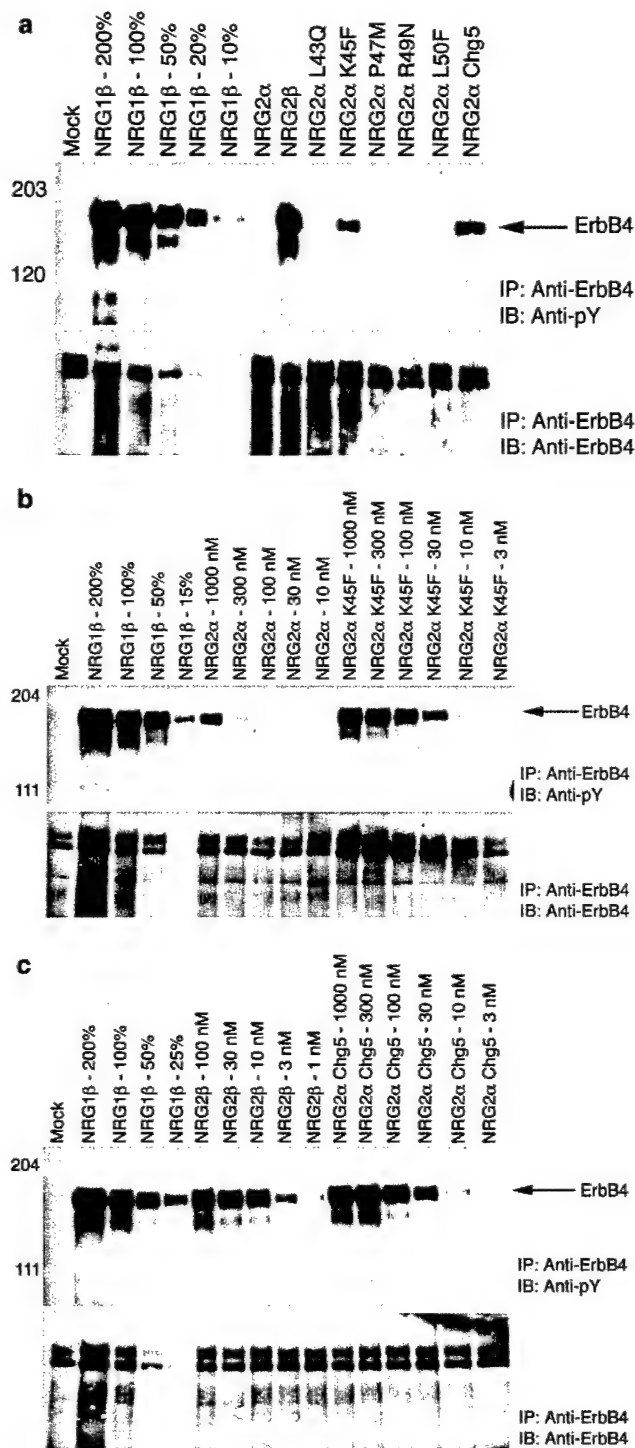 a
Mock
NRG1β - 200%
NRG1β - 100%
NRG1β - 50%
NRG1β - 20%
NRG1β - 10%
NRG2α
NRG2β
NRG2α L43Q
NRG2α K45F
NRG2α P47M
NRG2α R49N
NRG2α L50F
NRG2α Chg5
203
ErbB4
120
IP: Anti-ErbB4
IB: Anti-pY
IP: Anti-ErbB4
IB: Anti-ErbB4
b
Mock
NRG1β - 200%
NRG1β - 100%
NRG1β - 50%
NRG1β - 15%
NRG2α - 1000 nM
NRG2α - 300 nM
NRG2α - 100 nM
NRG2α - 30 nM
NRG2α - 10 nM
NRG2α K45F - 1000 nM
NRG2α K45F - 300 nM
NRG2α K45F - 100 nM
NRG2α K45F - 30 nM
NRG2α K45F - 10 nM
NRG2α K45F - 3 nM
204
ErbB4
111
IP: Anti-ErbB4
IB: Anti-pY
IP: Anti-ErbB4
IB: Anti-ErbB4
c
Mock
NRG1β - 200%
NRG1β - 100%
NRG1β - 50%
NRG1β - 25%
NRG2β - 100 nM
NRG2β - 30 nM
NRG2β - 10 nM
NRG2β - 3 nM
NRG2β - 1 nM
NRG2α Chg5 - 1000 nM
NRG2α Chg5 - 300 nM
NRG2α Chg5 - 100 nM
NRG2α Chg5 - 30 nM
NRG2α Chg5 - 10 nM
NRG2α Chg5 - 3 nM
204
ErbB4
111
IP: Anti-ErbB4
IB: Anti-pY
IP: Anti-ErbB4
IB: Anti-ErbB4